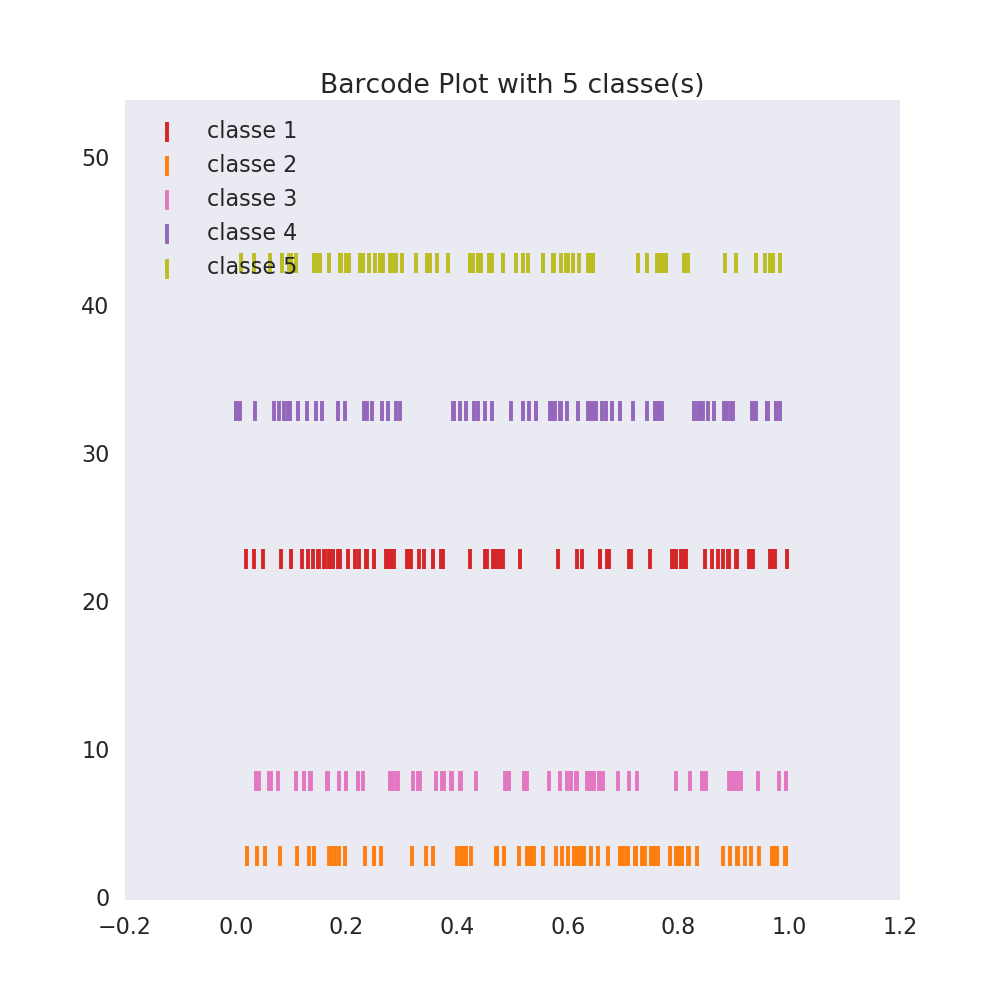 Barcode Plot with 5 classe(s)
classe 1
classe 2
classe 3
classe 4
classe 5
50
40
30
20
10
0
−0.2 0.0 0.2 0.4 0.6 0.8 1.0 1.2